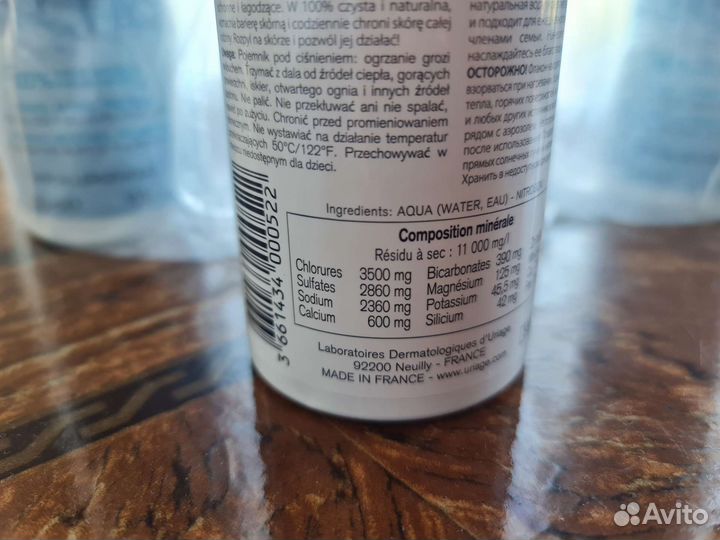 łagodzące. W 100% czysta i naturalna,
barierę skórną i codziennie chroni skórę całej
Rozpyl na skórze i pozwól jej działać!
Uwaga: Pojemnik pod ciśnieniem: ogrzanie grozi
Trzymać z dala od źródeł ciepła, gorących
iskier, otwartego ognia i innych źródeł
Nie palić. Nie przekłuwać ani nie spalać,
po zużyciu. Chronić przed promieniowaniem
Nie wystawiać na działanie temperatur
50°C/122°F. Przechowywać w
niedostępnym dla dzieci.
натуральная
и подходит для
членами семьи.
наслаждайтесь ее
ОСТОРОЖНО!
взорваться при
тепла, горячих
и любых других
рядом с
после
прямых
Хранить в
Ingredients: AQUA (WATER, EAU) -
Composition minérale
Résidu à sec : 11 000 mg/l
Chlorures 3500 mg Bicarbonates 390 mg
Sulfates 2860 mg Magnésium 125 mg
Sodium 2360 mg Potassium 45,5 mg
Calcium 600 mg Silicium 42 mg
Laboratoires Dermatologiques d'Uriage
92200 Neuilly - FRANCE
MADE IN FRANCE - www.uriage.com
3 661434 000522
Avito